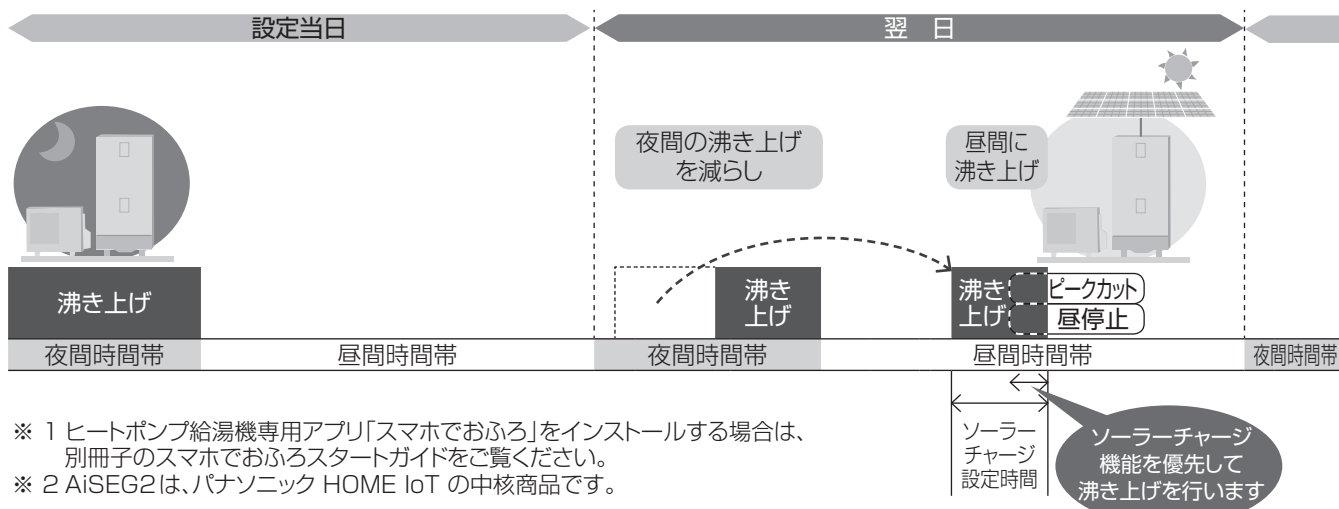 設定当日
翌 日
夜間の沸き上げ
を減らし
昼間に
沸き上げ
沸き上げ
沸き
上げ
沸き
上げ
ピークカット
昼停止
夜間時間帯
昼間時間帯
夜間時間帯
昼間時間帯
夜間時間帯
ソーラー
チャージ
設定時間
ソーラーチャージ
機能を優先して
沸き上げを行います
※ 1 ヒートポンプ給湯機専用アプリ「スマホでおふろ」をインストールする場合は、
別冊子のスマホでおふろスタートガイドをご覧ください。
※ 2 AiSEG2は、パナソニック HOME IoT の中核商品です。